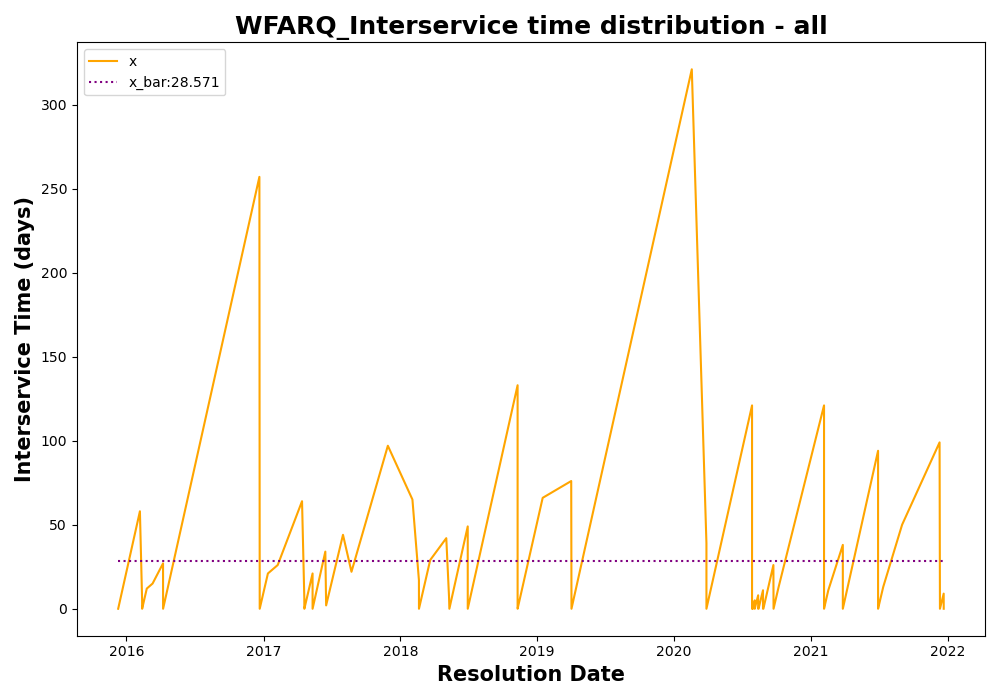 WFARQ_Interservice time distribution - all
x
x_bar:28.571
Interservice Time (days)
300
250
200
150
100
50
0
2016 2017 2018 2019 2020 2021 2022
Resolution Date